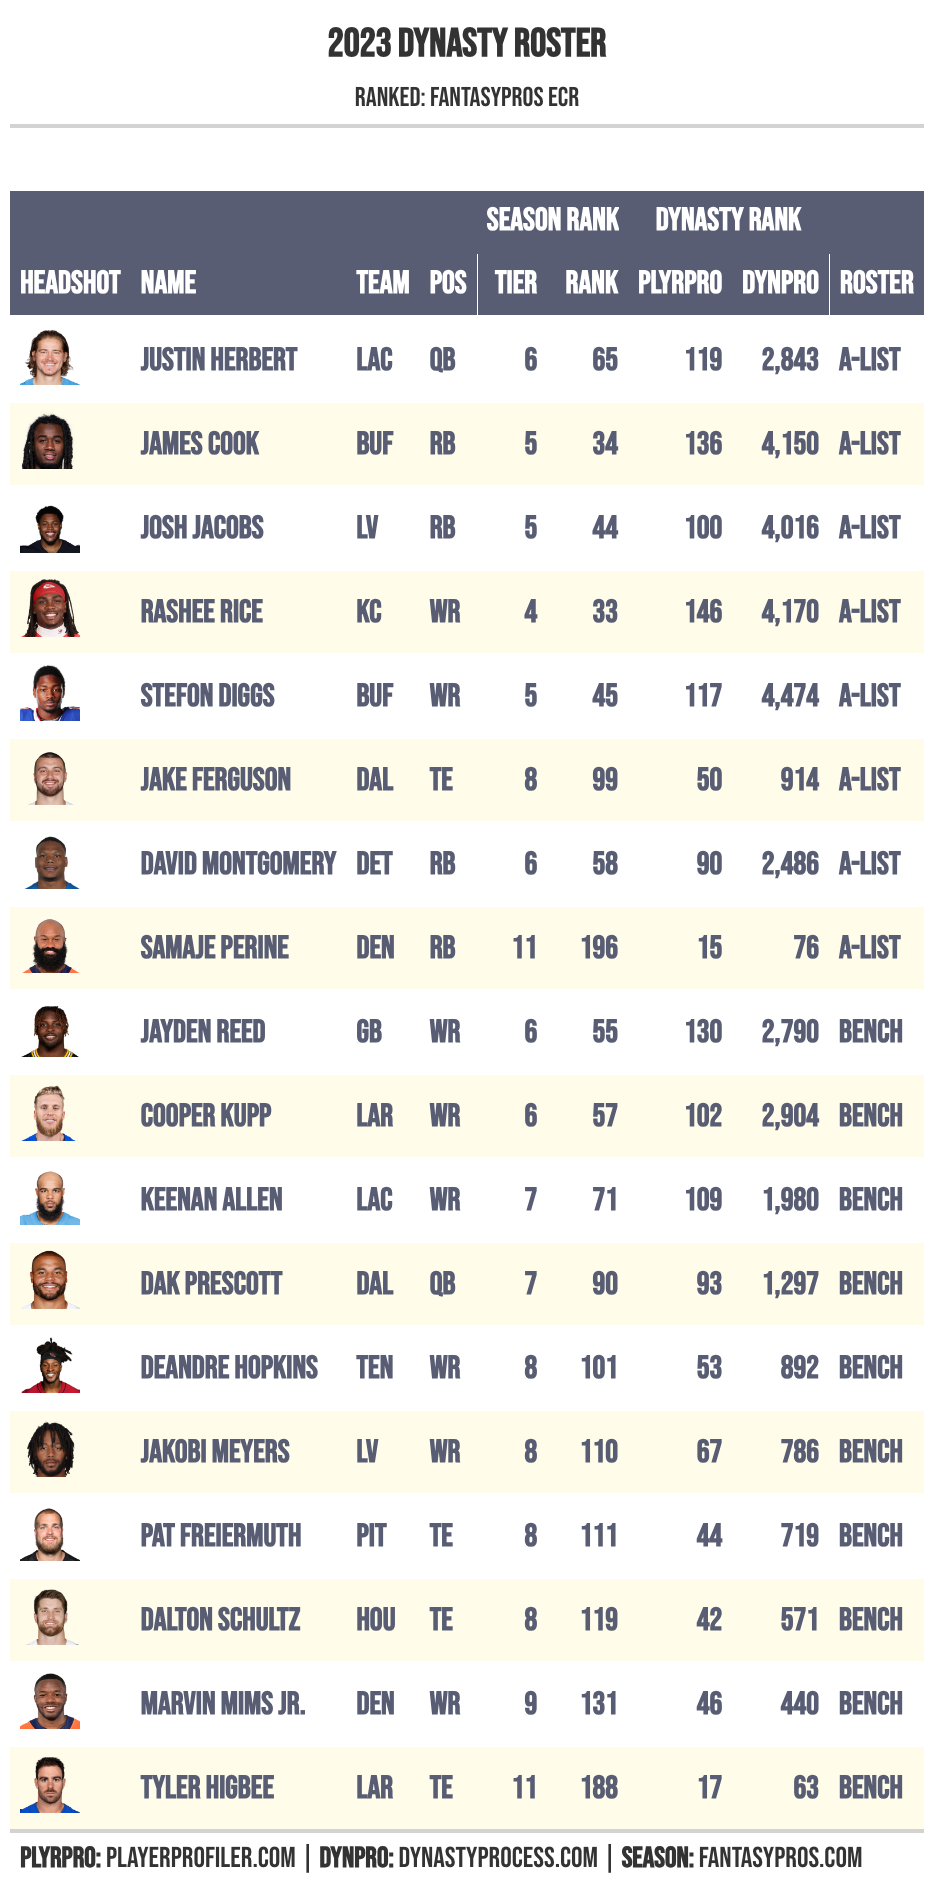 2023 DYNASTY ROSTER
RANKED: FANTASYPROS ECR
SEASON RANK DYNASTY RANK
HEADSHOT NAME TEAM POS TIER RANK PLYRPRO DYNPRO ROSTER
JUSTIN HERBERT LAC QB 6 65 119 2,843 A-LIST
JAMES COOK BUF RB 5 34 136 4,150 A-LIST
JOSH JACOBS LV RB 5 44 100 4,016 A-LIST
RASHEE RICE KC WR 4 33 146 4,170 A-LIST
STEFON DIGGS BUF WR 5 45 117 4,474 A-LIST
JAKE FERGUSON DAL TE 8 99 50 914 A-LIST
DAVID MONTGOMERY DET RB 6 58 90 2,486 A-LIST
SAMAJE PERINE DEN RB 11 196 15 76 A-LIST
JAYDEN REED GB WR 6 55 130 2,790 BENCH
COOPER KUPP LAR WR 6 57 102 2,904 BENCH
KEENAN ALLEN LAC WR 7 71 109 1,980 BENCH
DAK PRESCOTT DAL QB 7 90 93 1,297 BENCH
DEANDRE HOPKINS TEN WR 8 101 53 892 BENCH
JAKOBI MEYERS LV WR 8 110 67 786 BENCH
PAT FREIERMUTH PIT TE 8 111 44 719 BENCH
DALTON SCHULTZ HOU TE 8 119 42 571 BENCH
MARVIN MIMS JR. DEN WR 9 131 46 440 BENCH
TYLER HIGBEE LAR TE 11 188 17 63 BENCH
PLYRPRO: PLAYERPROFILER.COM | DYNPRO: DYNASTYPROCESS.COM | SEASON: FANTASYPROS.COM